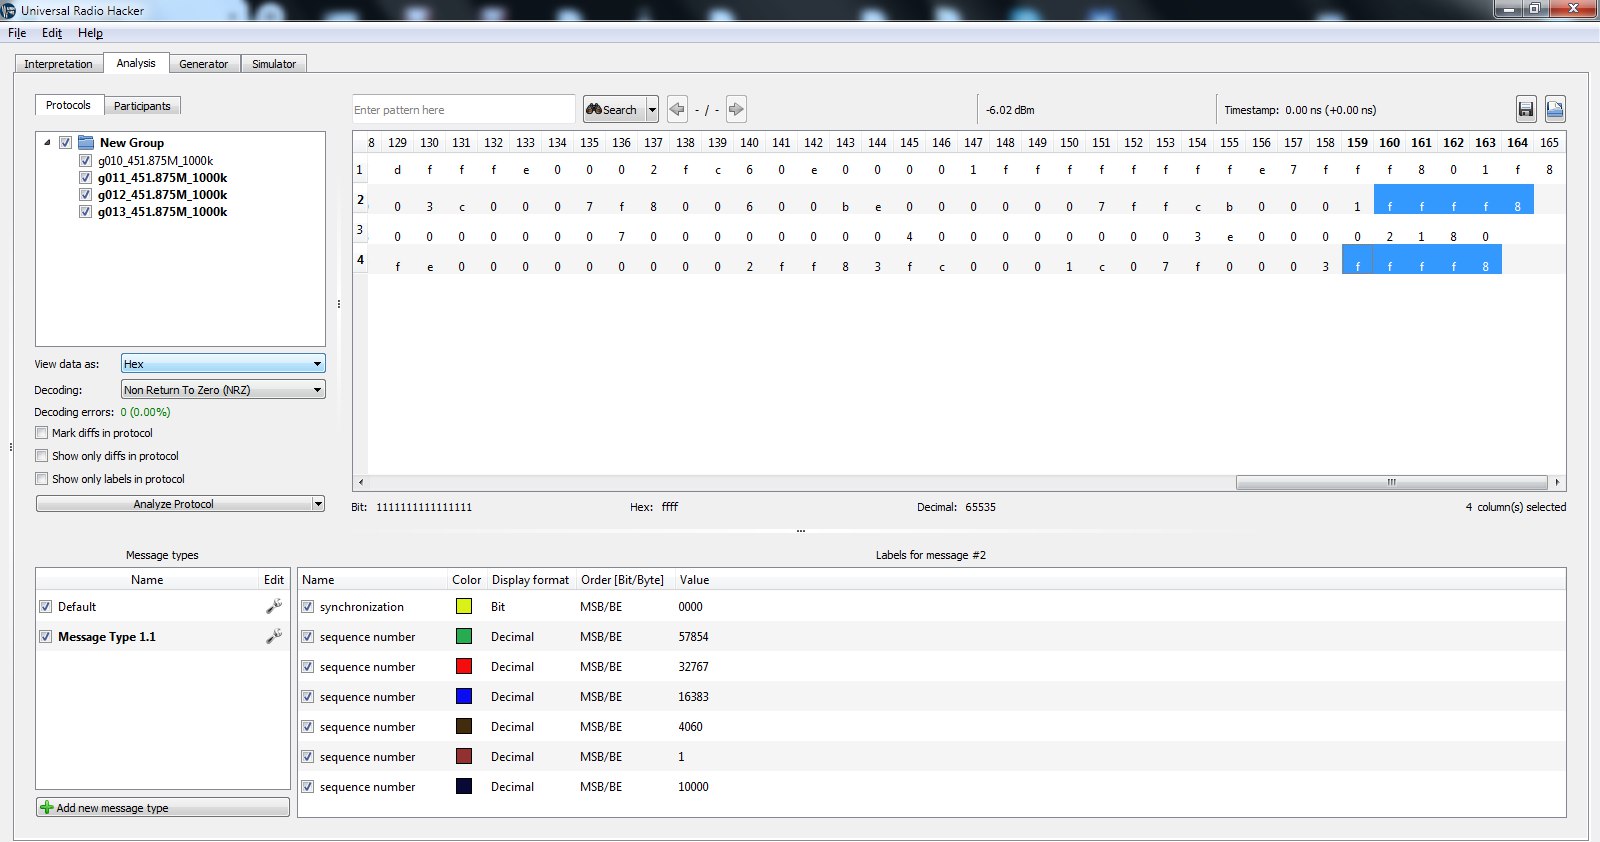 Universal Radio Hacker
File Edit Help
Interpretation Analysis Generator Simulator
Protocols Participants
Enter pattern here Search - / - -6.02 dBm Timestamp: 0.00 ns (+0.00 ns)
New Group
g010_451.875M_1000k
g011_451.875M_1000k
g012_451.875M_1000k
g013_451.875M_1000k
8 129 130 131 132 133 134 135 136 137 138 139 140 141 142 143 144 145 146 147 148 149 150 151 152 153 154 155 156 157 158 159 160 161 162 163 164 165
1 d f f f e 0 0 0 2 f c 6 0 e 0 0 0 0 1 f f f f f f f f e 7 f f f 8 0 1 f 8
2 0 3 c 0 0 0 7 f 8 0 0 6 0 0 b e 0 0 0 0 0 0 7 f f c b 0 0 0 1 f f f f 8
3 0 0 0 0 0 0 0 7 0 0 0 0 0 0 0 0 4 0 0 0 0 0 0 0 0 3 e 0 0 0 0 2 1 8 0
4 f e 0 0 0 0 0 0 0 0 0 2 f f 8 3 f c 0 0 0 1 c 0 7 f 0 0 0 3 f f f f 8
View data as: Hex
Decoding: Non Return To Zero (NRZ)
Decoding errors: 0 (0.00%)
Mark diffs in protocol
Show only diffs in protocol
Show only labels in protocol
Analyze Protocol
Bit: 1111111111111111 Hex: ffff Decimal: 65535 4 column(s) selected
Message types
Name Edit
Default
Message Type 1.1
Add new message type
Labels for message #2
Name Color Display format Order [Bit/Byte] Value
synchronization Bit MSB/BE 0000
sequence number Decimal MSB/BE 57854
sequence number Decimal MSB/BE 32767
sequence number Decimal MSB/BE 16383
sequence number Decimal MSB/BE 4060
sequence number Decimal MSB/BE 1
sequence number Decimal MSB/BE 10000